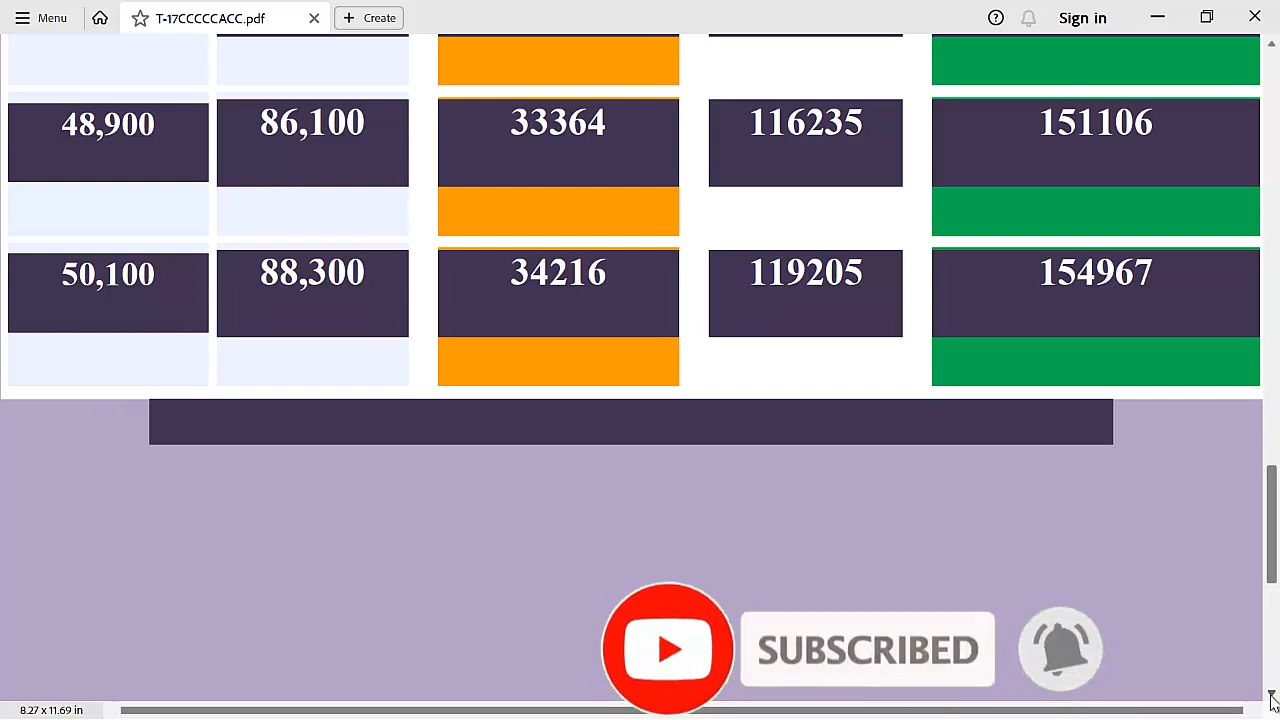 Menu T-17CCCCCACC.pdf Create Sign in
48,900 86,100 33364 116235 151106
50,100 88,300 34216 119205 154967
SUBSCRIBED
8.27 x 11.69 in